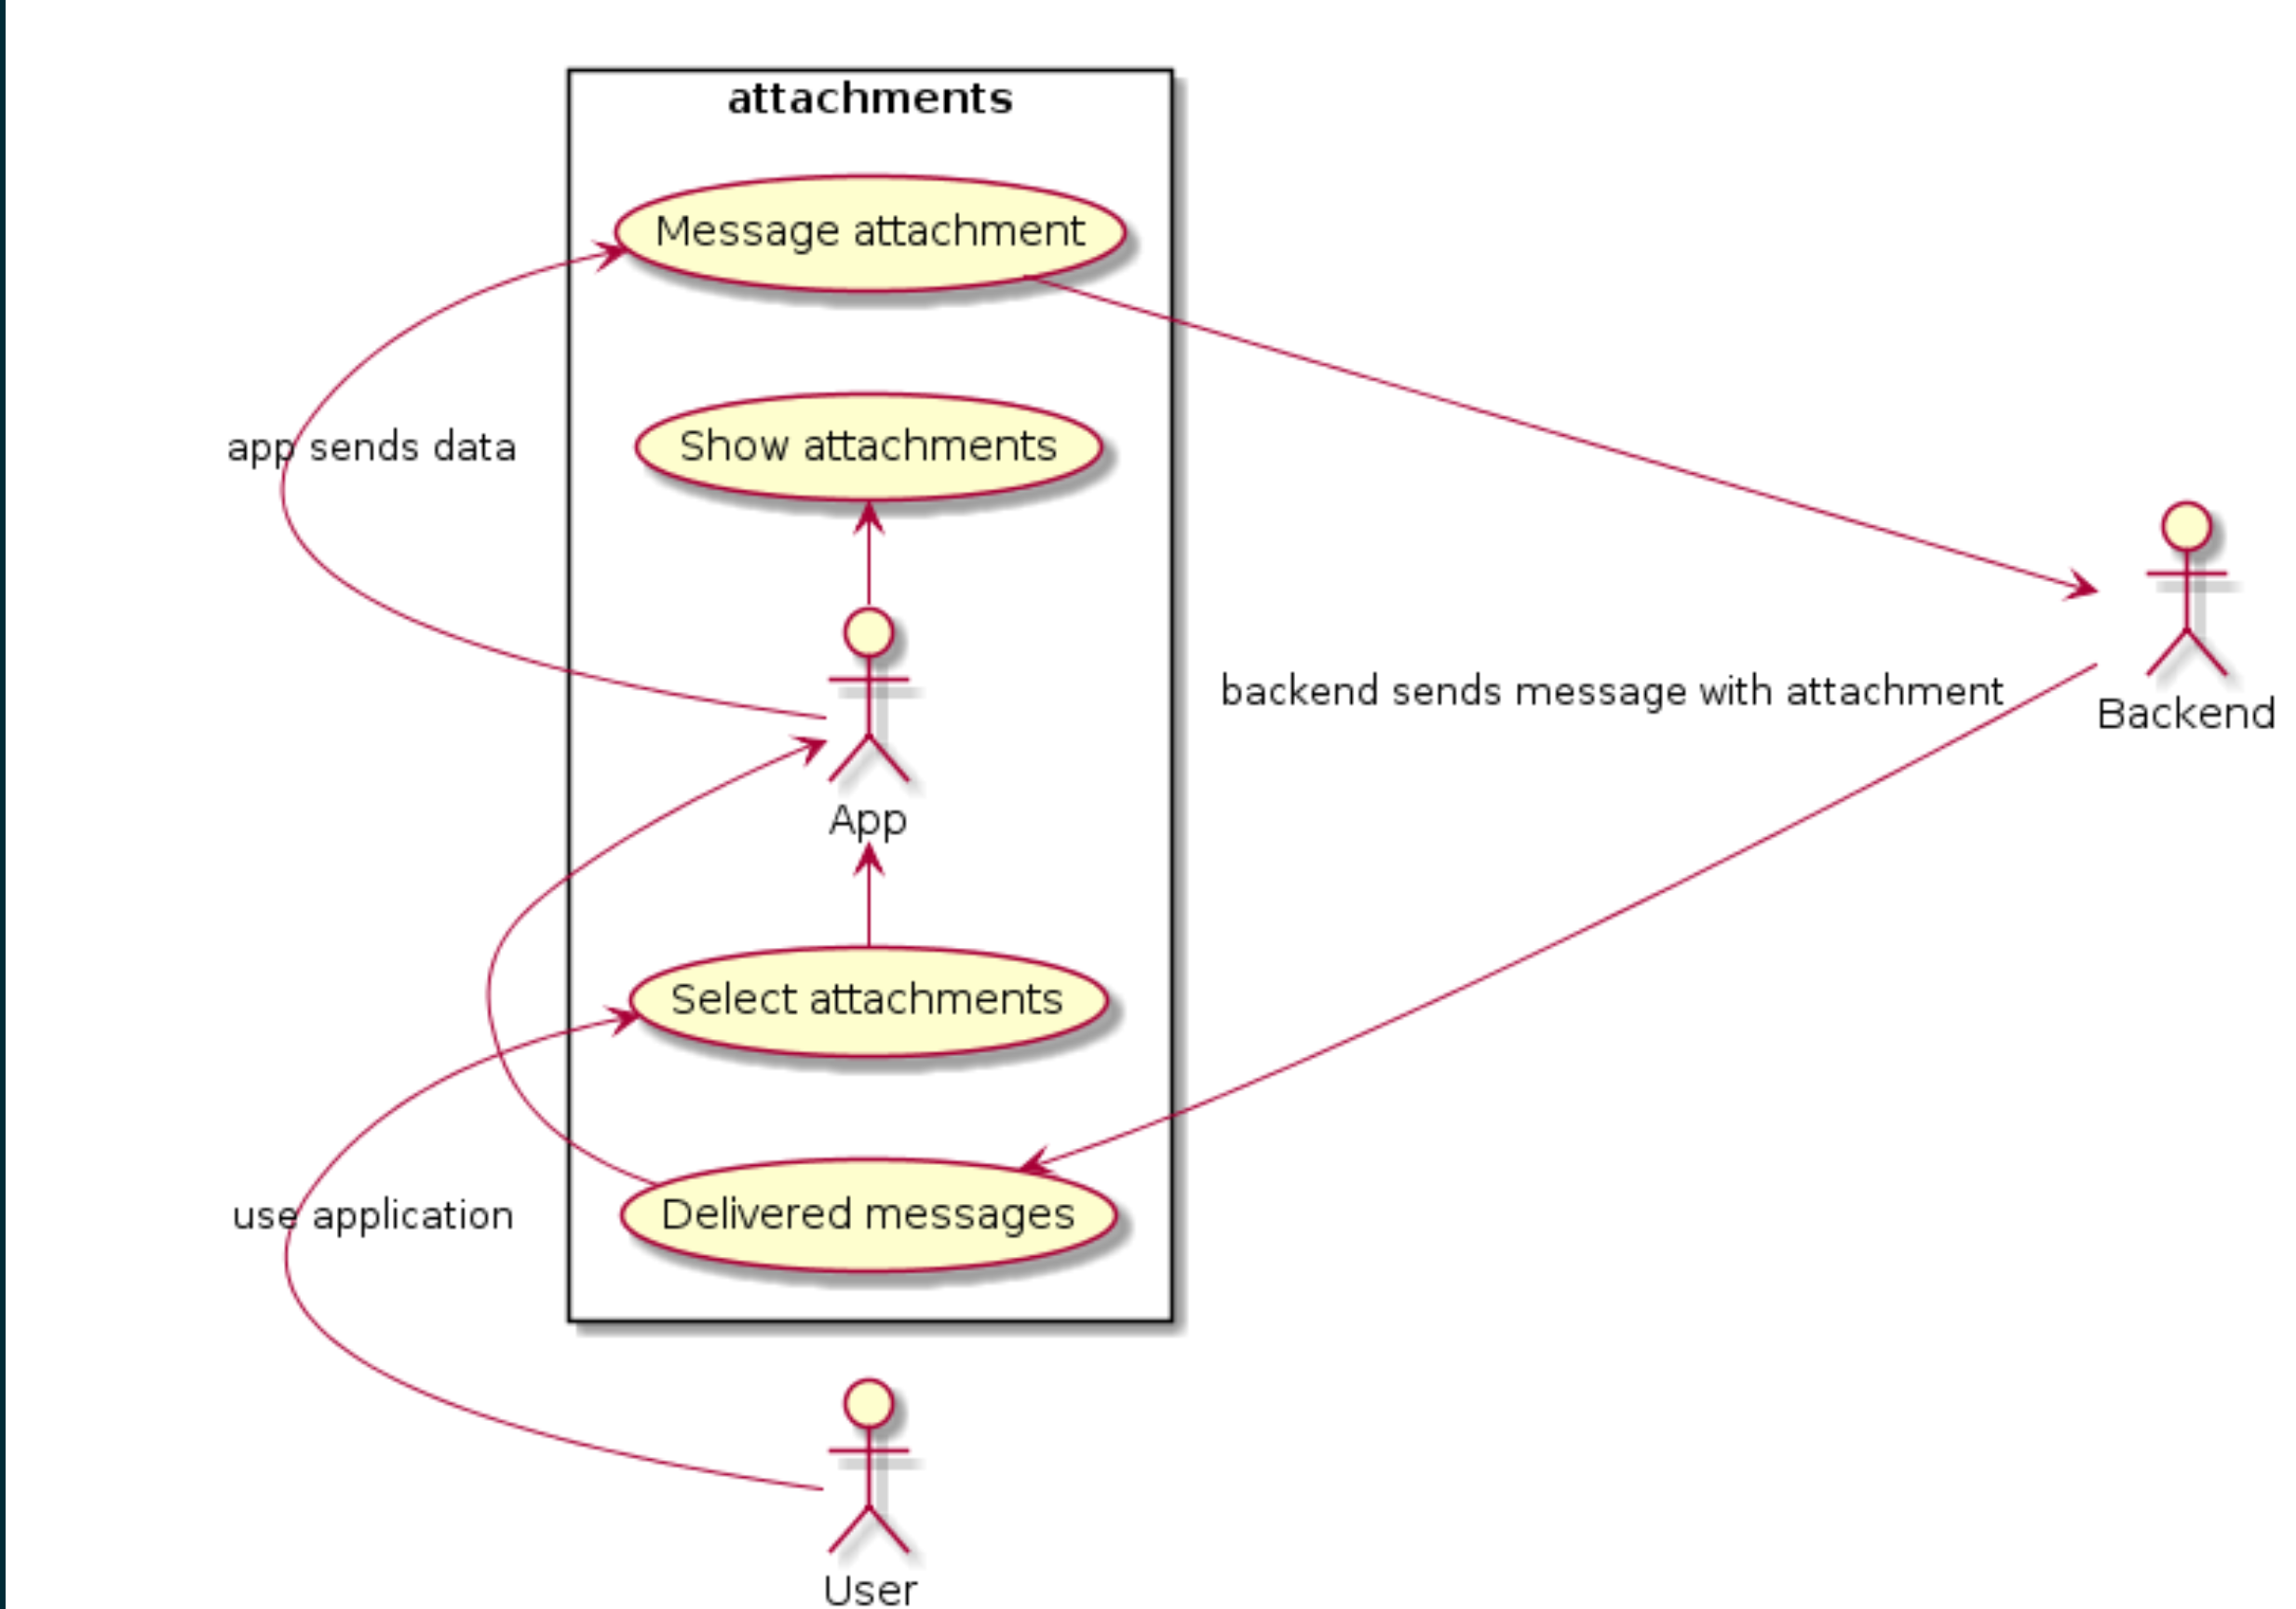 attachments
Message attachment
app sends data
Show attachments
backend sends message with attachment
Backend
App
Select attachments
use application
Delivered messages
User